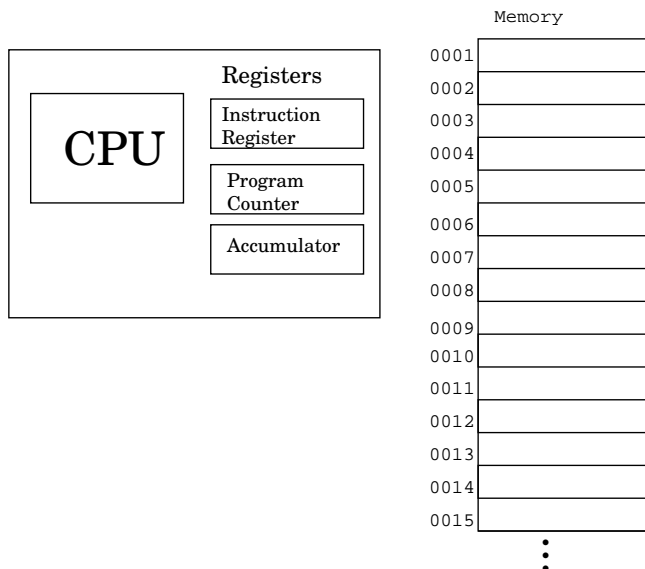 Memory
Registers
CPU
Instruction
Register
Program
Counter
Accumulator
0001
0002
0003
0004
0005
0006
0007
0008
0009
0010
0011
0012
0013
0014
0015